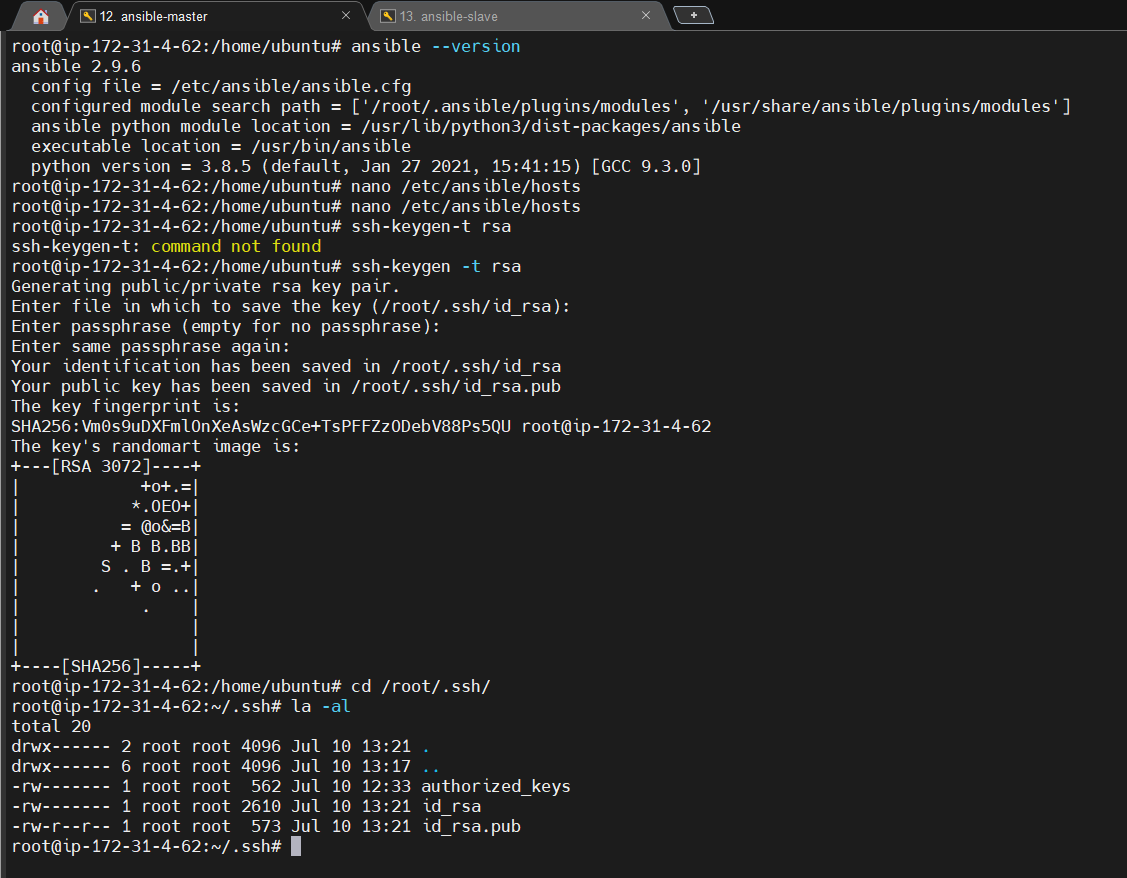 12. ansible-master
13. ansible-slave
root@ip-172-31-4-62:/home/ubuntu# ansible --version
ansible 2.9.6
  config file = /etc/ansible/ansible.cfg
  configured module search path = ['/root/.ansible/plugins/modules', '/usr/share/ansible/plugins/modules']
  ansible python module location = /usr/lib/python3/dist-packages/ansible
  executable location = /usr/bin/ansible
  python version = 3.8.5 (default, Jan 27 2021, 15:41:15) [GCC 9.3.0]
root@ip-172-31-4-62:/home/ubuntu# nano /etc/ansible/hosts
root@ip-172-31-4-62:/home/ubuntu# nano /etc/ansible/hosts
root@ip-172-31-4-62:/home/ubuntu# ssh-keygen-t rsa
ssh-keygen-t: command not found
root@ip-172-31-4-62:/home/ubuntu# ssh-keygen -t rsa
Generating public/private rsa key pair.
Enter file in which to save the key (/root/.ssh/id_rsa):
Enter passphrase (empty for no passphrase):
Enter same passphrase again:
Your identification has been saved in /root/.ssh/id_rsa
Your public key has been saved in /root/.ssh/id_rsa.pub
The key fingerprint is:
SHA256:Vm0s9uDXFmlOnXeAsWzcGCe+TsPFFZzODebV88Ps5QU root@ip-172-31-4-62
The key's randomart image is:
+---[RSA 3072]----+
|            +o+.=|
|           *.OEO+|
|          = @o&=B|
|         + B B.BB|
|        S . B =.+|
|       .   + o ..|
|            .    |
|                 |
|                 |
+----[SHA256]-----+
root@ip-172-31-4-62:/home/ubuntu# cd /root/.ssh/
root@ip-172-31-4-62:~/.ssh# la -al
total 20
drwx------ 2 root root 4096 Jul 10 13:21 .
drwx------ 6 root root 4096 Jul 10 13:17 ..
-rw------- 1 root root  562 Jul 10 12:33 authorized_keys
-rw------- 1 root root 2610 Jul 10 13:21 id_rsa
-rw-r--r-- 1 root root  573 Jul 10 13:21 id_rsa.pub
root@ip-172-31-4-62:~/.ssh#